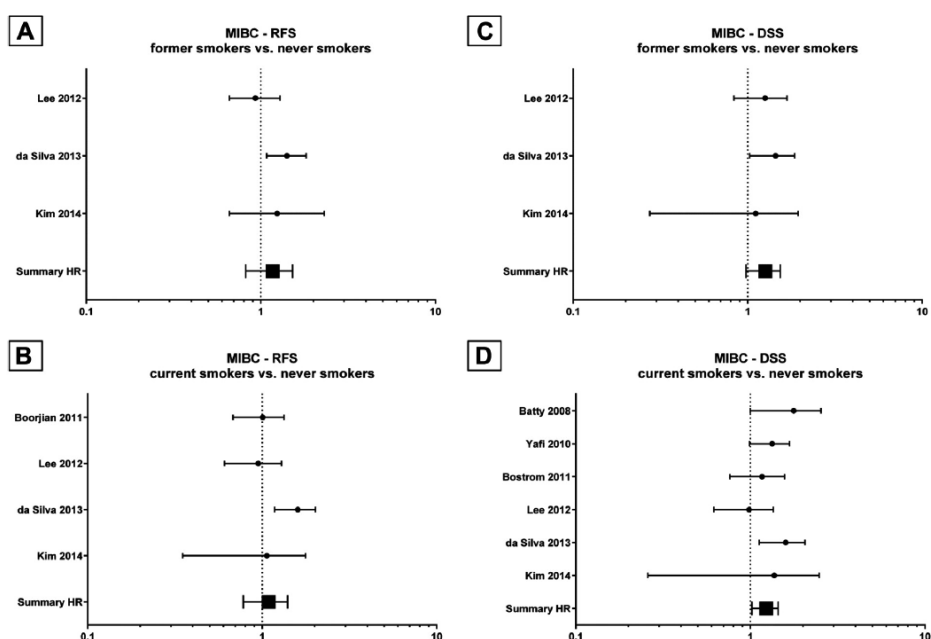 A
MIBC - RFS
former smokers vs. never smokers
Lee 2012
da Silva 2013
Kim 2014
Summary HR
0.1
1
10
C
MIBC - DSS
former smokers vs. never smokers
Lee 2012
da Silva 2013
Kim 2014
Summary HR
0.1
1
10
B
MIBC - RFS
current smokers vs. never smokers
Boorjian 2011
Lee 2012
da Silva 2013
Kim 2014
Summary HR
0.1
1
10
D
MIBC - DSS
current smokers vs. never smokers
Batty 2008
Yafi 2010
Bostrom 2011
Lee 2012
da Silva 2013
Kim 2014
Summary HR
0.1
1
10